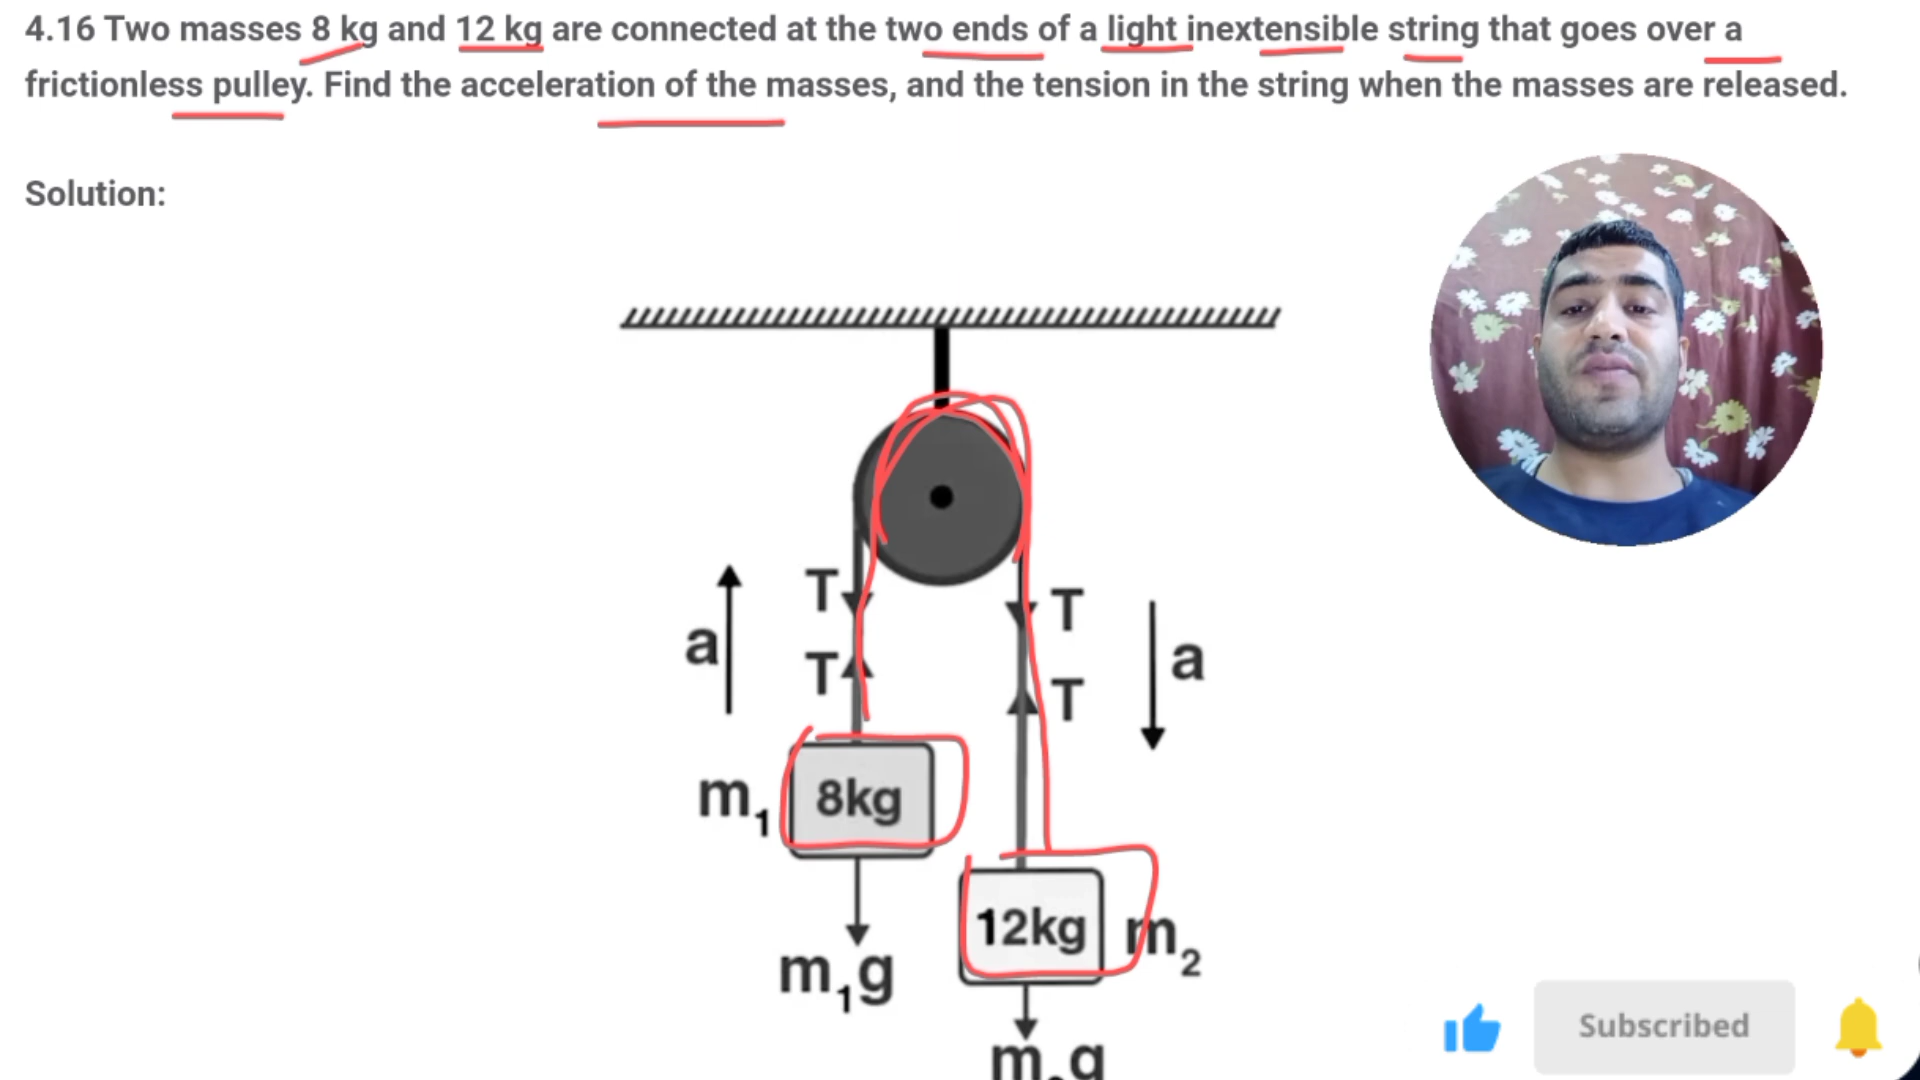 4.16 Two masses 8 kg and 12 kg are connected at the two ends of a light inextensible string that goes over a
frictionless pulley. Find the acceleration of the masses, and the tension in the string when the masses are released.
Solution:
T
T
a
T
T
a
m₁
8kg
12kg
m₂
m₁g
m₂g
Subscribed